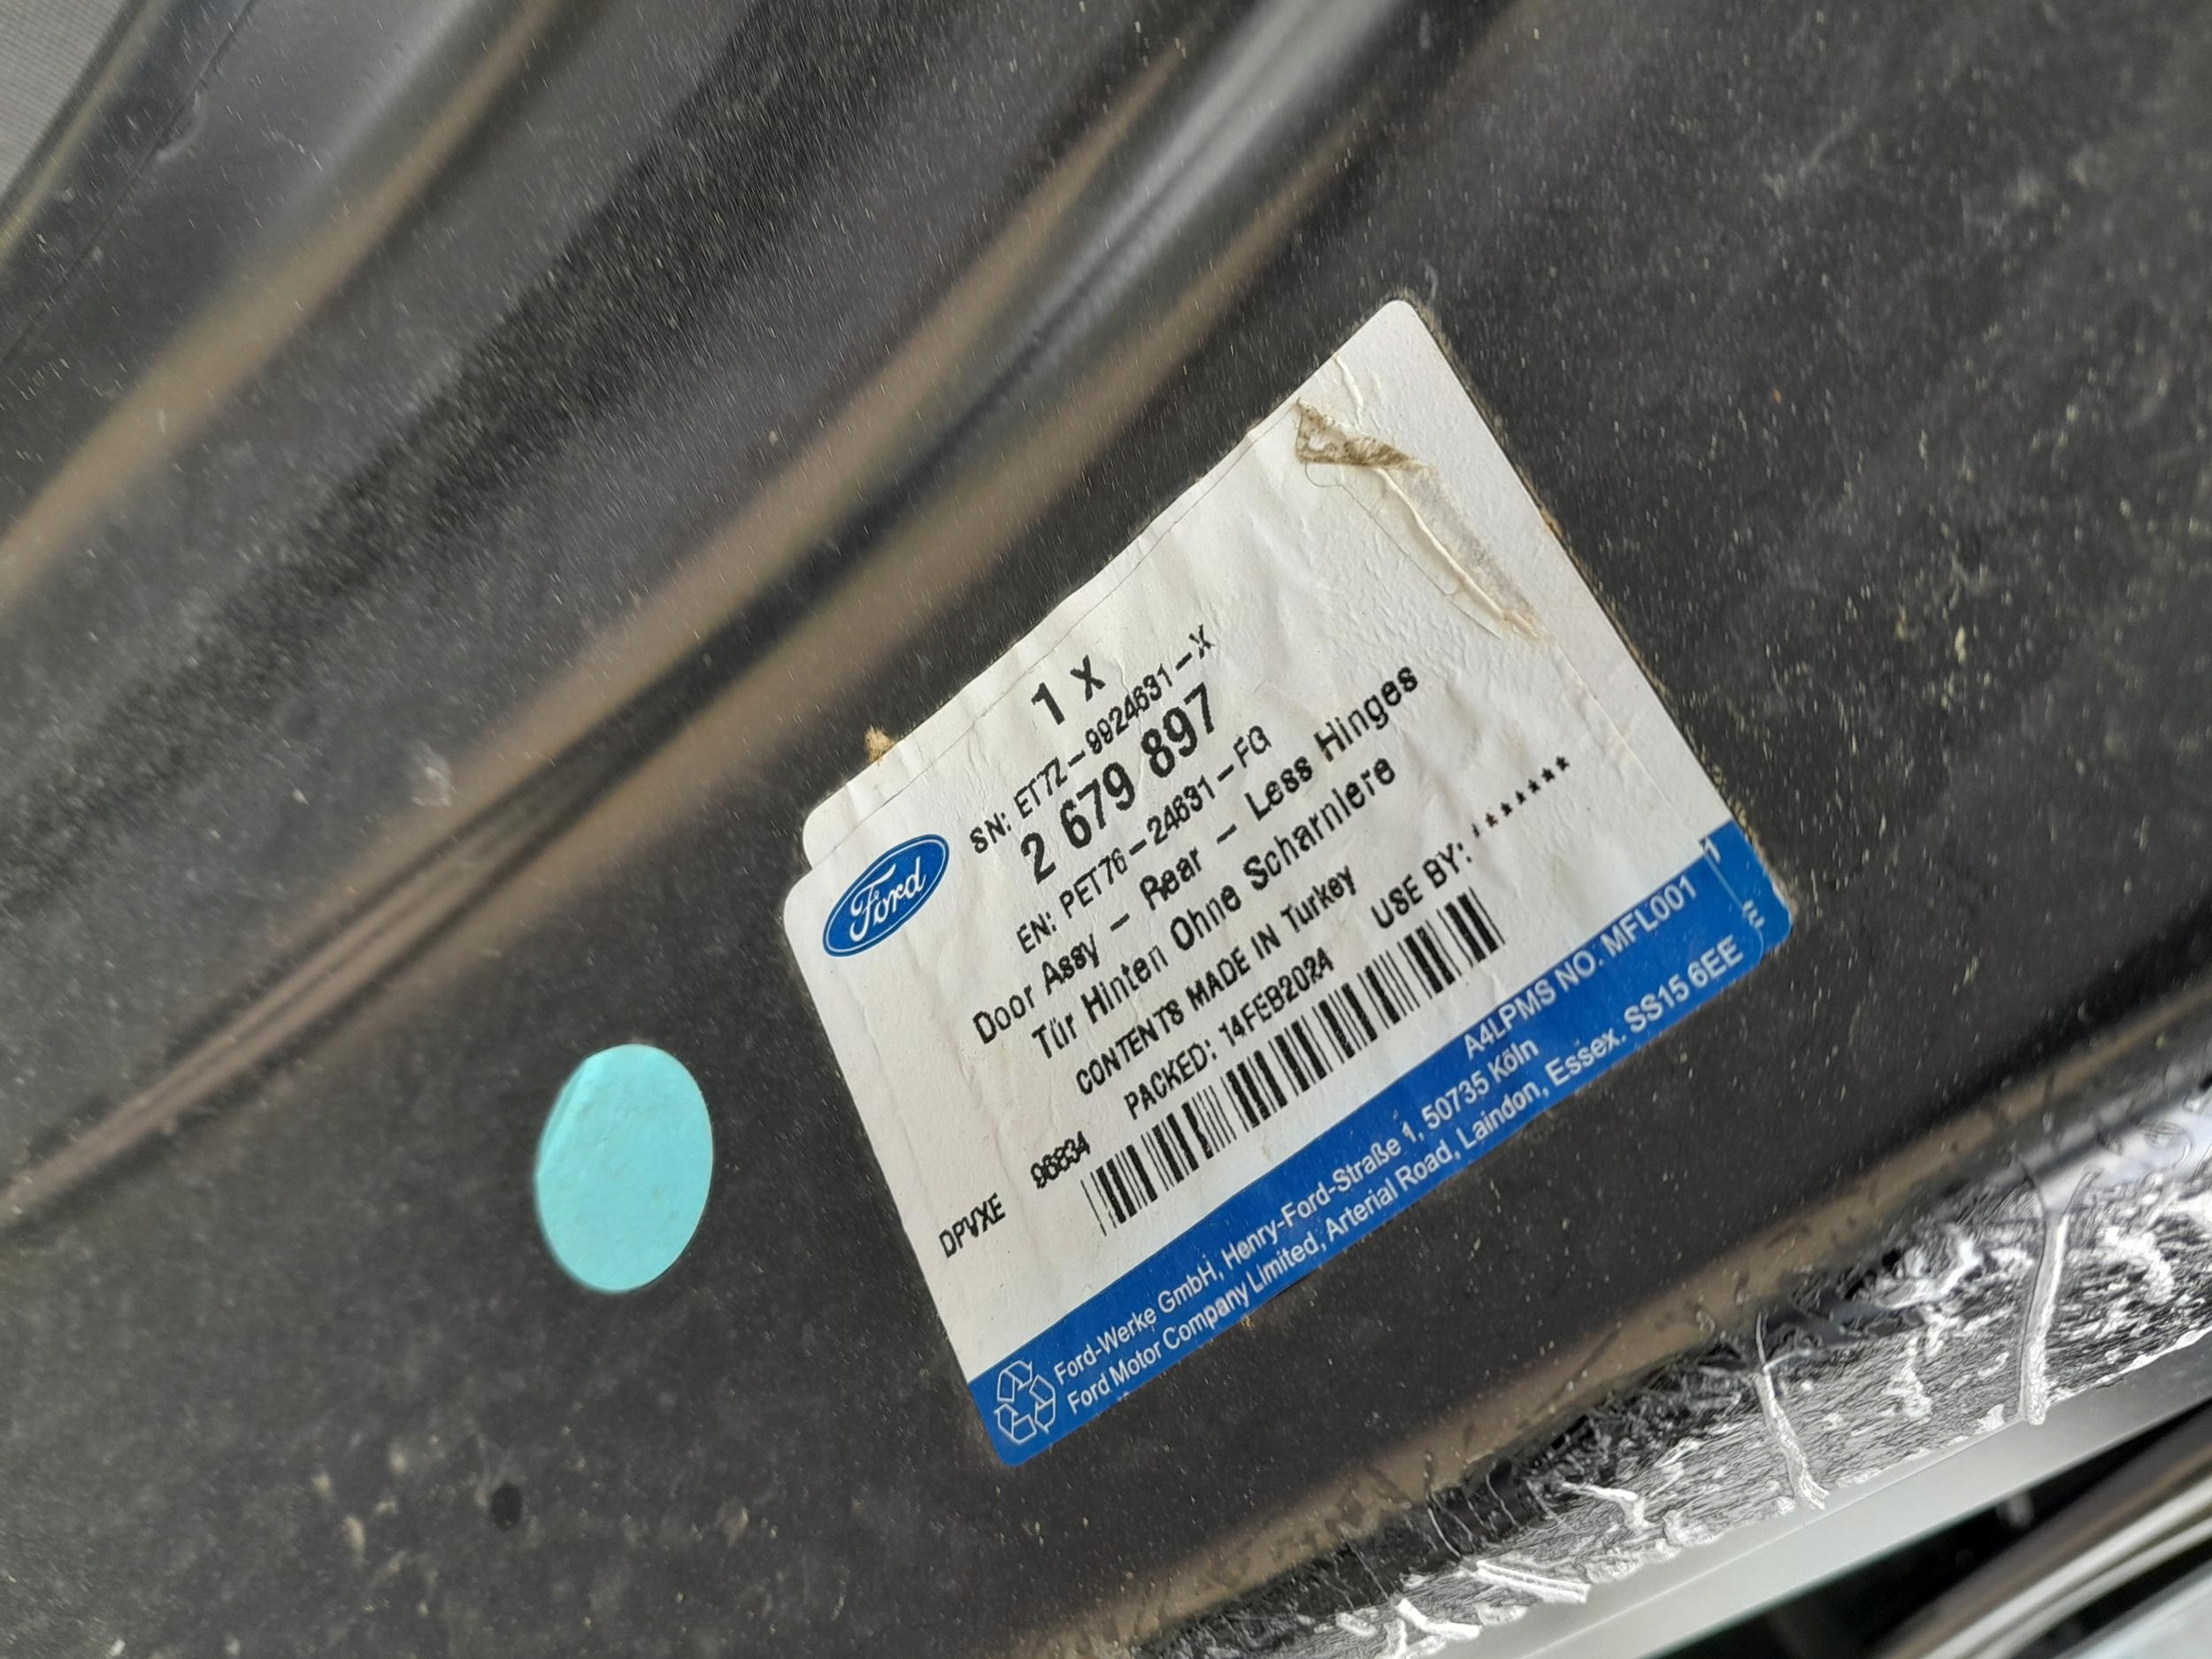 1 X
SN: ET7Z-9924631-X
2 679 897
EN: PET76-24631-FG
Door Assy - Rear - Less Hinges
Tür Hinten Ohne Scharniere
CONTENTS MADE IN Turkey
PACKED: 14FEB2024 USE BY: *******
DPVXE 96834
Ford
A4LPMS NO. MFL001
Ford-Werke GmbH, Henry-Ford-Straße 1, 50735 Köln
Ford Motor Company Limited, Arterial Road, Laindon, Essex. SS15 6EE